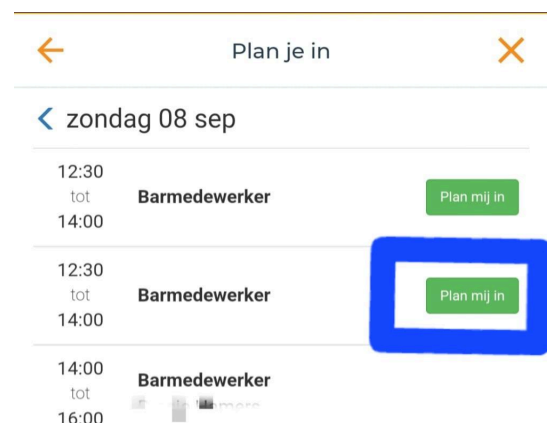 Plan je in
zondag 08 sep
12:30
tot
14:00
Barmedewerker
Plan mij in
12:30
tot
14:00
Barmedewerker
Plan mij in
14:00
tot
16:00
Barmedewerker